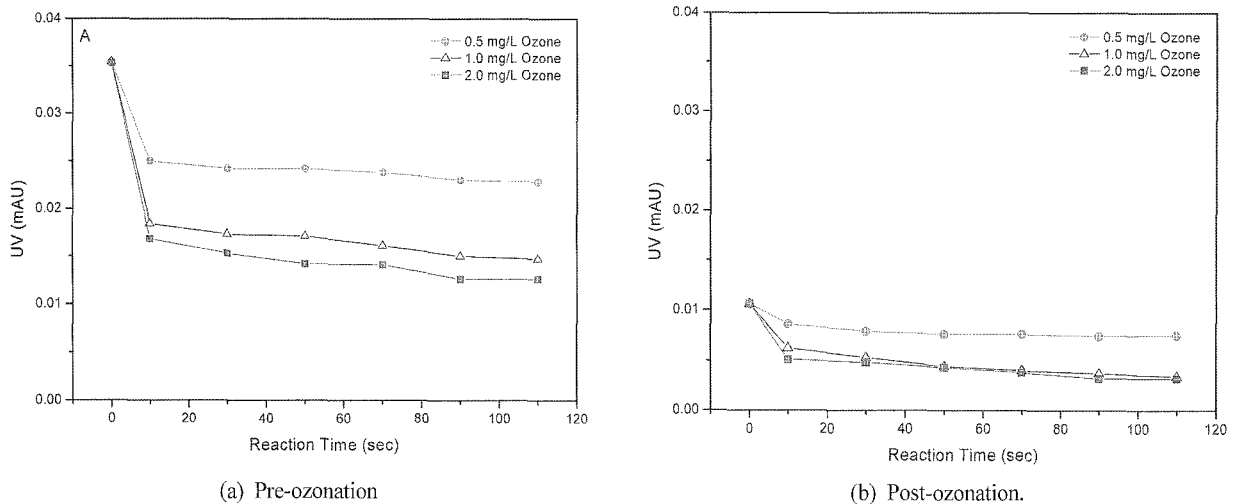 A
0.5 mg/L Ozone
1.0 mg/L Ozone
2.0 mg/L Ozone
0.04
0.03
0.02
0.01
0.00
UV (mAU)
0 20 40 60 80 100 120
Reaction Time (sec)
(a) Pre-ozonation
0.5 mg/L Ozone
1.0 mg/L Ozone
2.0 mg/L Ozone
0.04
0.03
0.02
0.01
0.00
UV (mAU)
0 20 40 60 80 100 120
Reaction Time (sec)
(b) Post-ozonation.